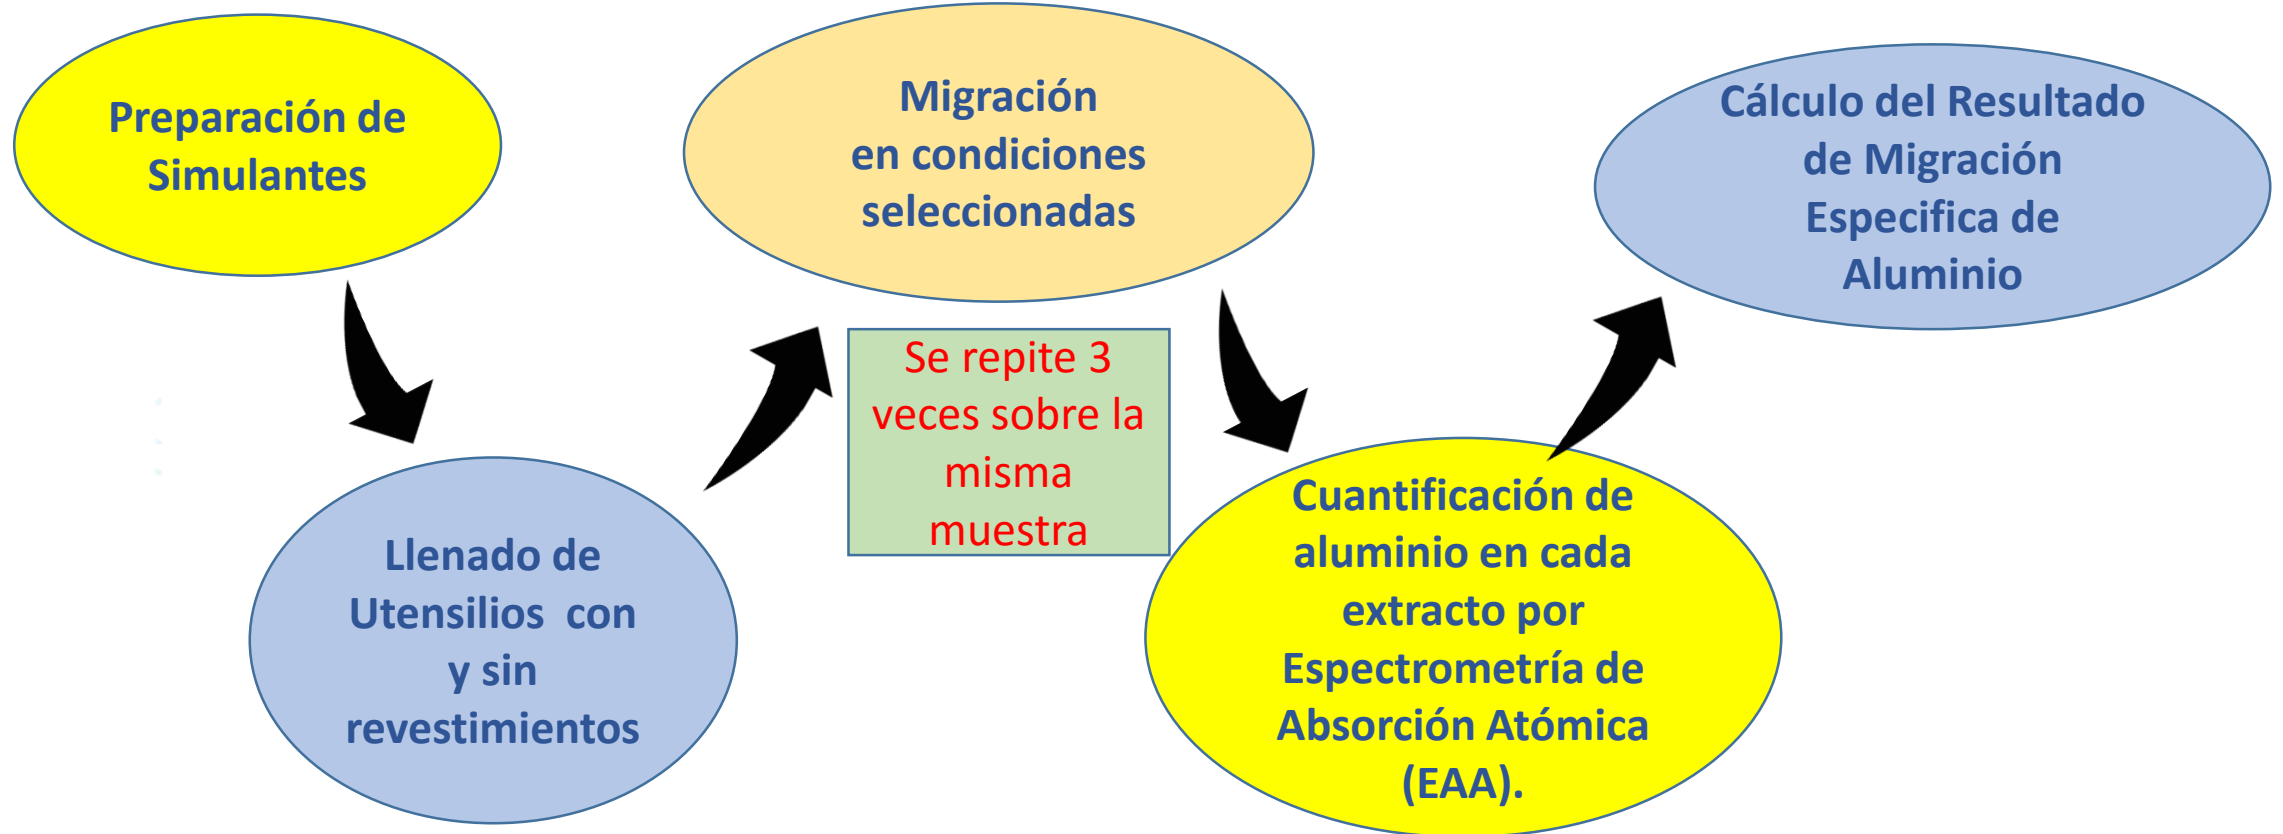 Preparación de
Simulantes
Llenado de
Utensilios  con
y sin
revestimientos
Migración
en condiciones
seleccionadas
Se repite 3
veces sobre la
misma
muestra
Cuantificación de
aluminio en cada
extracto por
Espectrometría de
Absorción Atómica
(EAA).
Cálculo del Resultado
de Migración
Especifica de
Aluminio